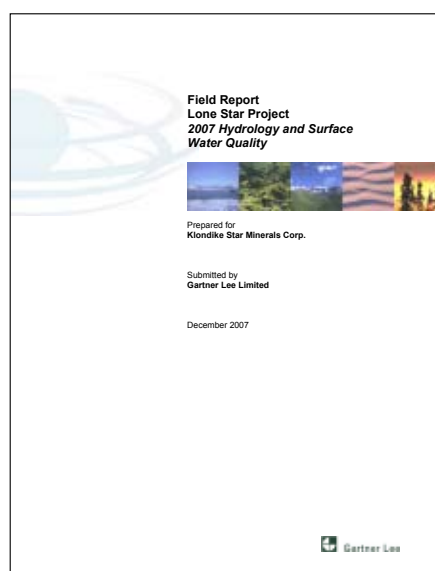 Field Report
Lone Star Project
2007 Hydrology and Surface
Water Quality
Prepared for
Klondike Star Minerals Corp.
Submitted by
Gartner Lee Limited
December 2007
Gartner Lee